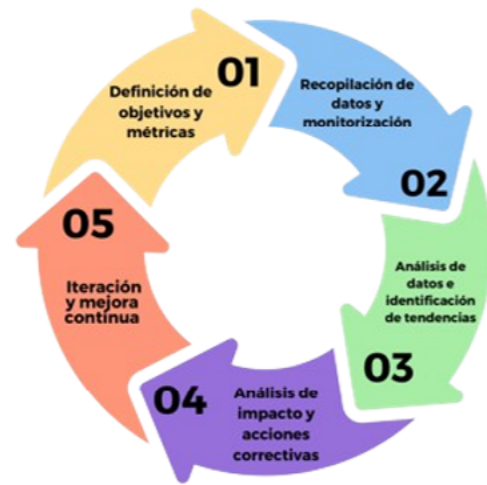 01
Definición de
objetivos y
métricas
Recopilación de
datos y
monitorización
02
Análisis de
datos e
identificación
de tendencias
03
04
Análisis de
impacto y
acciones
correctivas
05
Iteración
y mejora
contínua